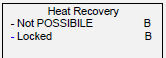 Heat Recovery
- Not POSSIBILE B
- Locked B